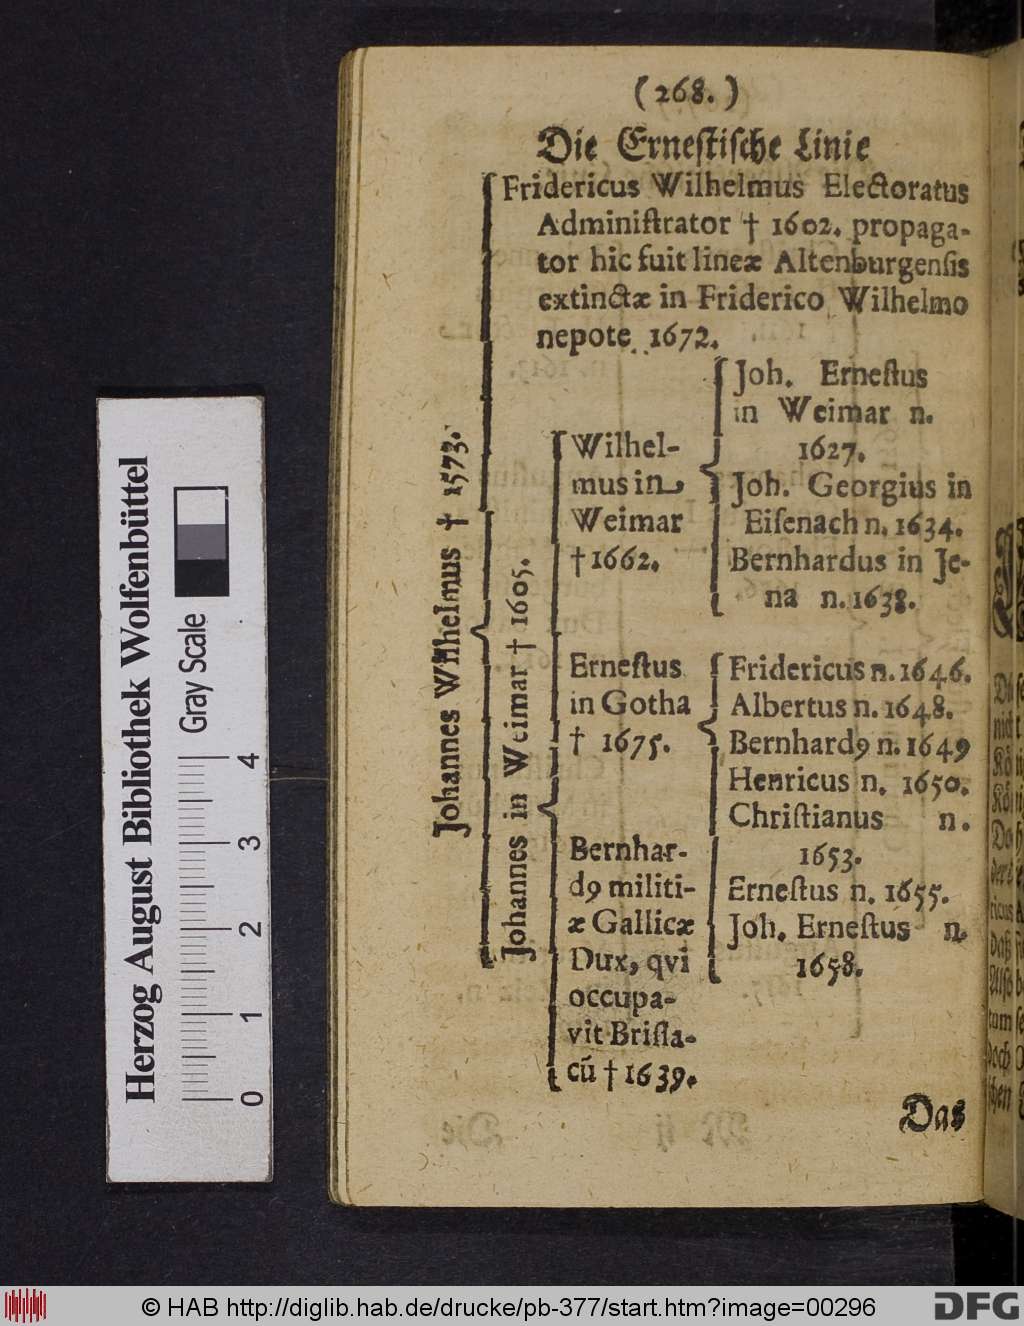 (268.)
Die Erneſtiſche Linie
Fridericus Wilhelmus Electoratus
Adminiſtrator † 1602. propaga-
tor hic fuit lineæ Altenburgenſis
extinctæ in Friderico Wilhelmo
nepote 1672.
Johannes Wilhelmus † 1573.
Johannes in Weimar † 1605.
Wilhel-
mus in
Weimar
† 1662.
Joh. Erneſtus
in Weimar n.
1627.
Joh. Georgius in
Eiſenach n. 1634.
Bernhardus in Je-
na n. 1638.
Erneſtus
in Gotha
† 1675.
Fridericus n. 1646.
Albertus n. 1648.
Bernhardꝰ n. 1649
Henricus n. 1650.
Chriſtianus n.
1653.
Erneſtus n. 1655.
Joh. Erneſtus n.
1658.
Bernhar-
dꝰ militi-
æ Gallicæ
Dux, qvi
occupa-
vit Briſſa-
cũ † 1639.
Das
Herzog August Bibliothek Wolfenbüttel
Gray Scale
0 1 2 3 4
© HAB http://diglib.hab.de/drucke/pb-377/start.htm?image=00296
DFG